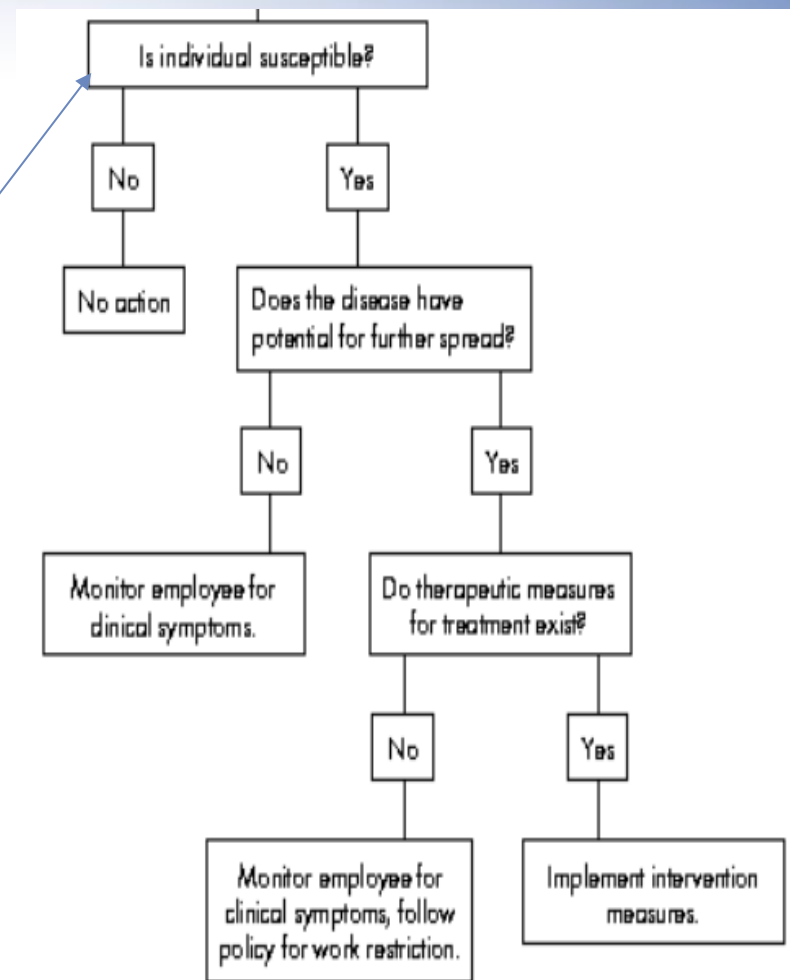 Is individual susceptible?
No
Yes
No action
Does the disease have
potential for further spread?
No
Yes
Monitor employee for
clinical symptoms.
Do therapeutic measures
for treatment exist?
No
Yes
Monitor employee for
clinical symptoms, follow
policy for work restriction.
Implement intervention
measures.